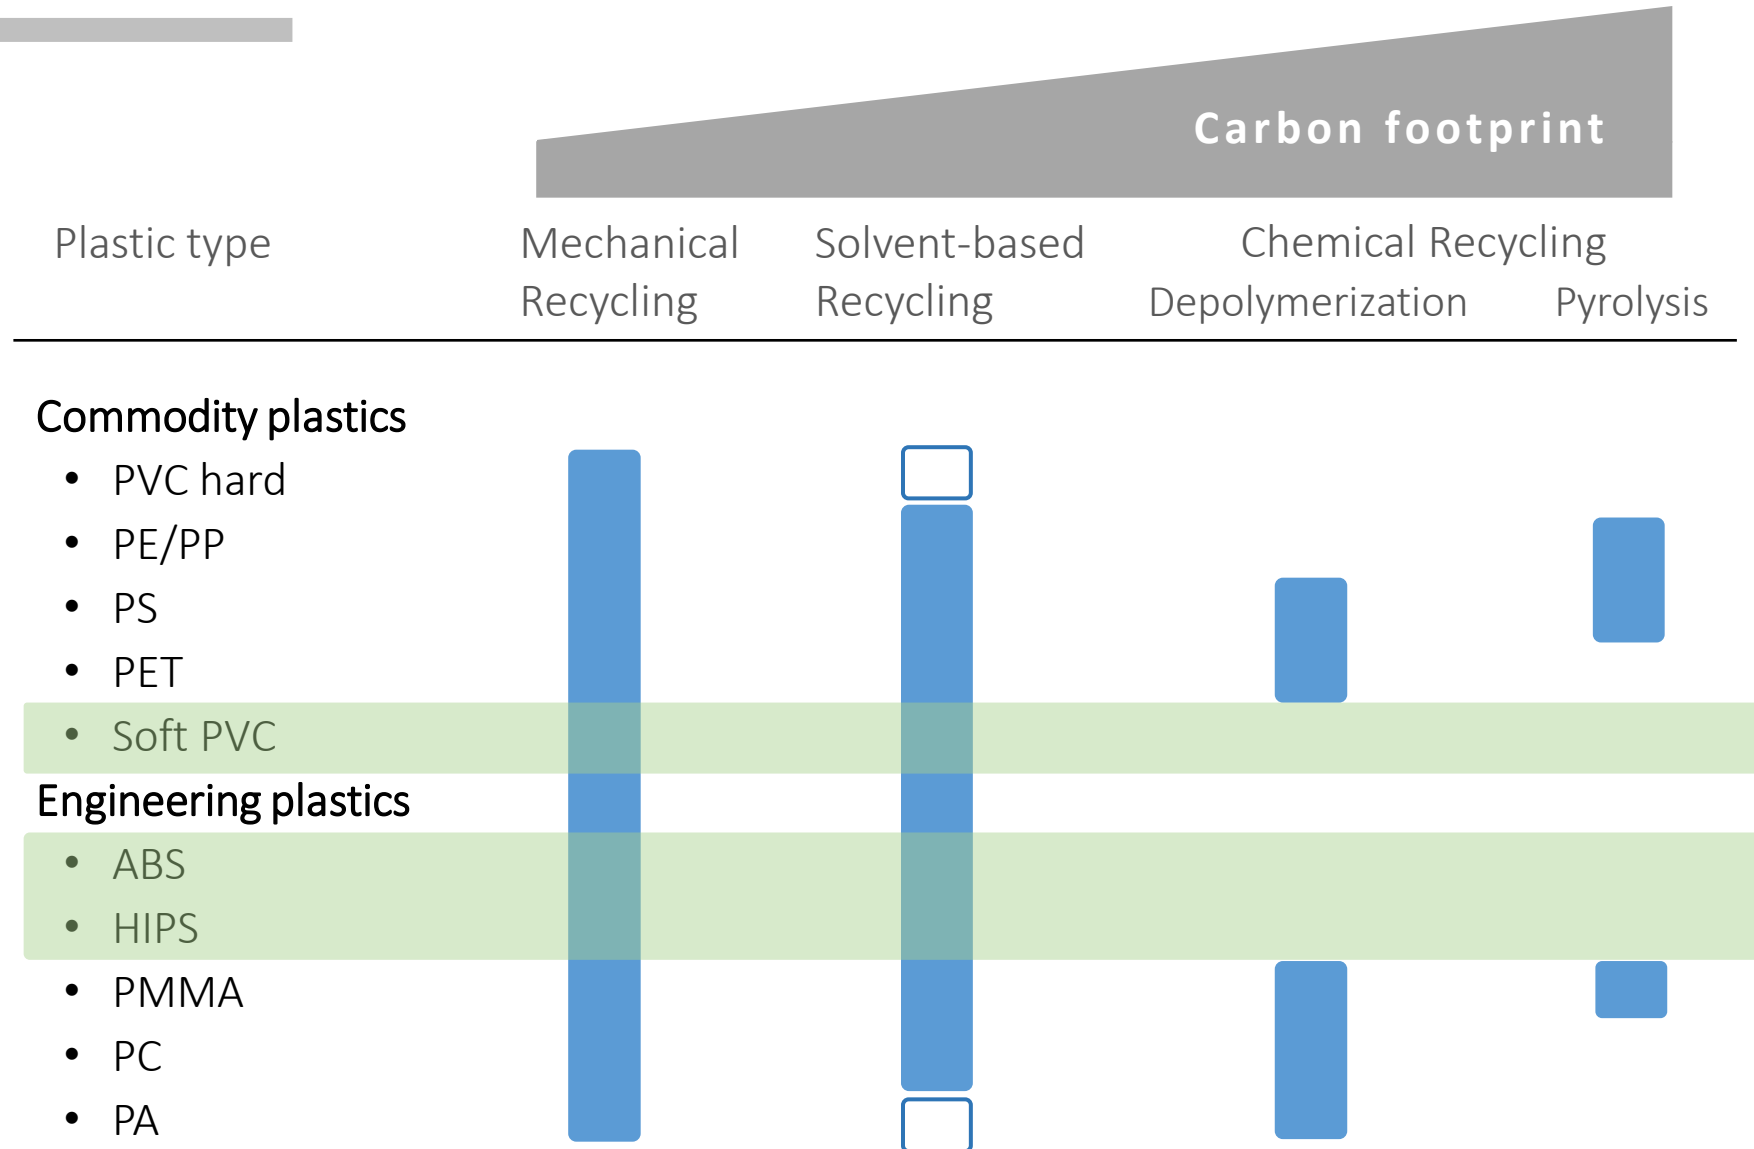 Carbon footprint
Plastic type
Mechanical
Recycling
Solvent-based
Recycling
Chemical Recycling
Depolymerization
Pyrolysis
Commodity plastics
• PVC hard
• PE/PP
• PS
• PET
• Soft PVC
Engineering plastics
• ABS
• HIPS
• PMMA
• PC
• PA